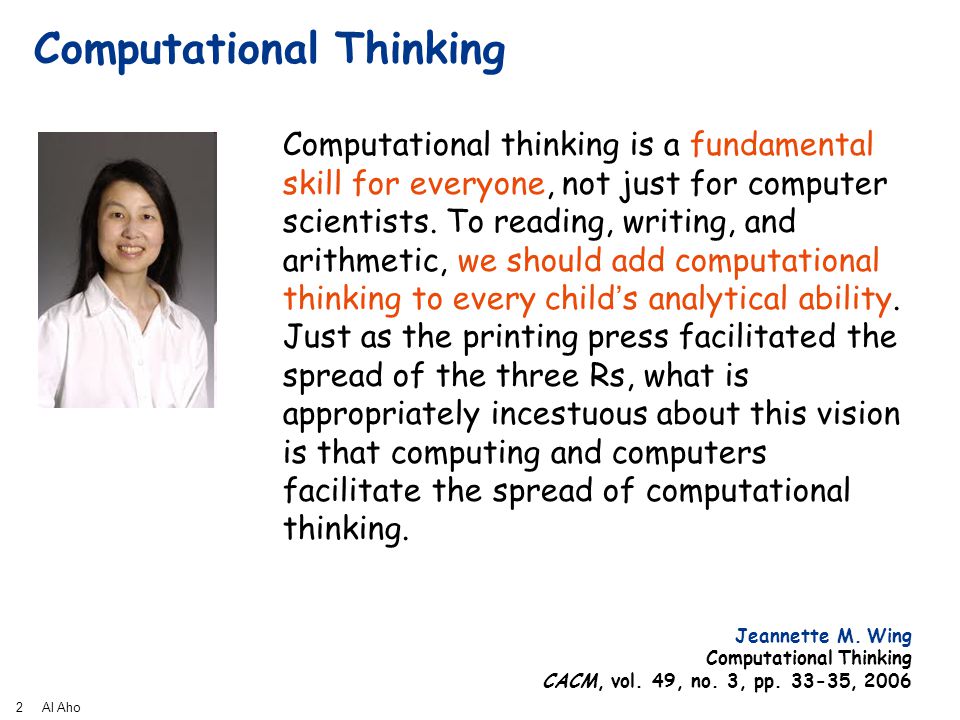 Computational Thinking
Computational thinking is a fundamental
skill for everyone, not just for computer
scientists. To reading, writing, and
arithmetic, we should add computational
thinking to every child’s analytical ability.
Just as the printing press facilitated the
spread of the three Rs, what is
appropriately incestuous about this vision
is that computing and computers
facilitate the spread of computational
thinking.
Jeannette M. Wing
Computational Thinking
CACM, vol. 49, no. 3, pp. 33-35, 2006
2 Al Aho